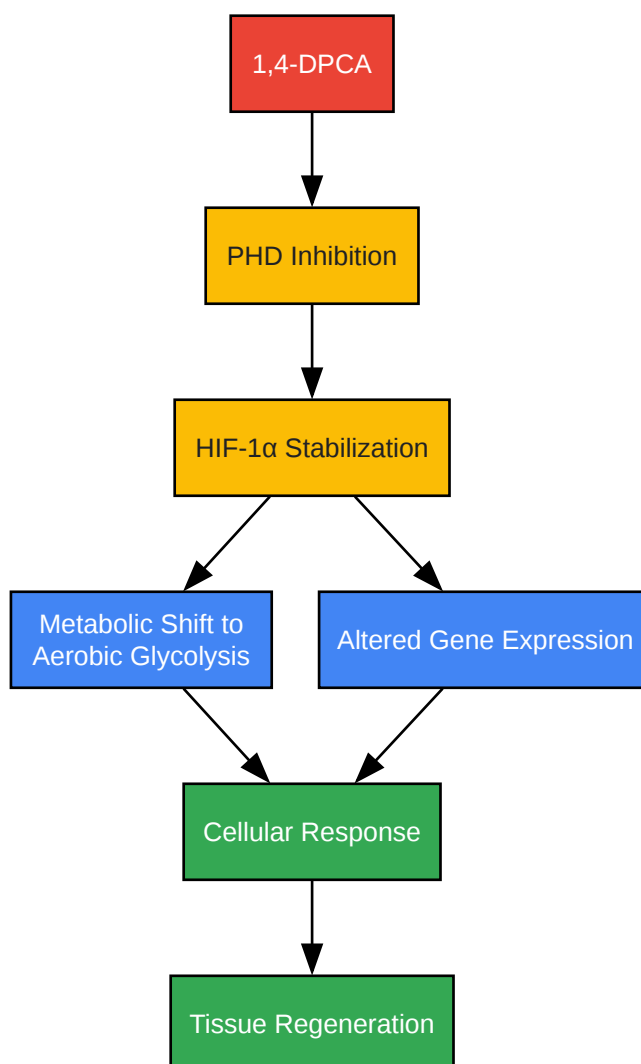 1,4-DPCA
PHD Inhibition
HIF-1α Stabilization
Metabolic Shift to
Aerobic Glycolysis
Altered Gene Expression
Cellular Response
Tissue Regeneration